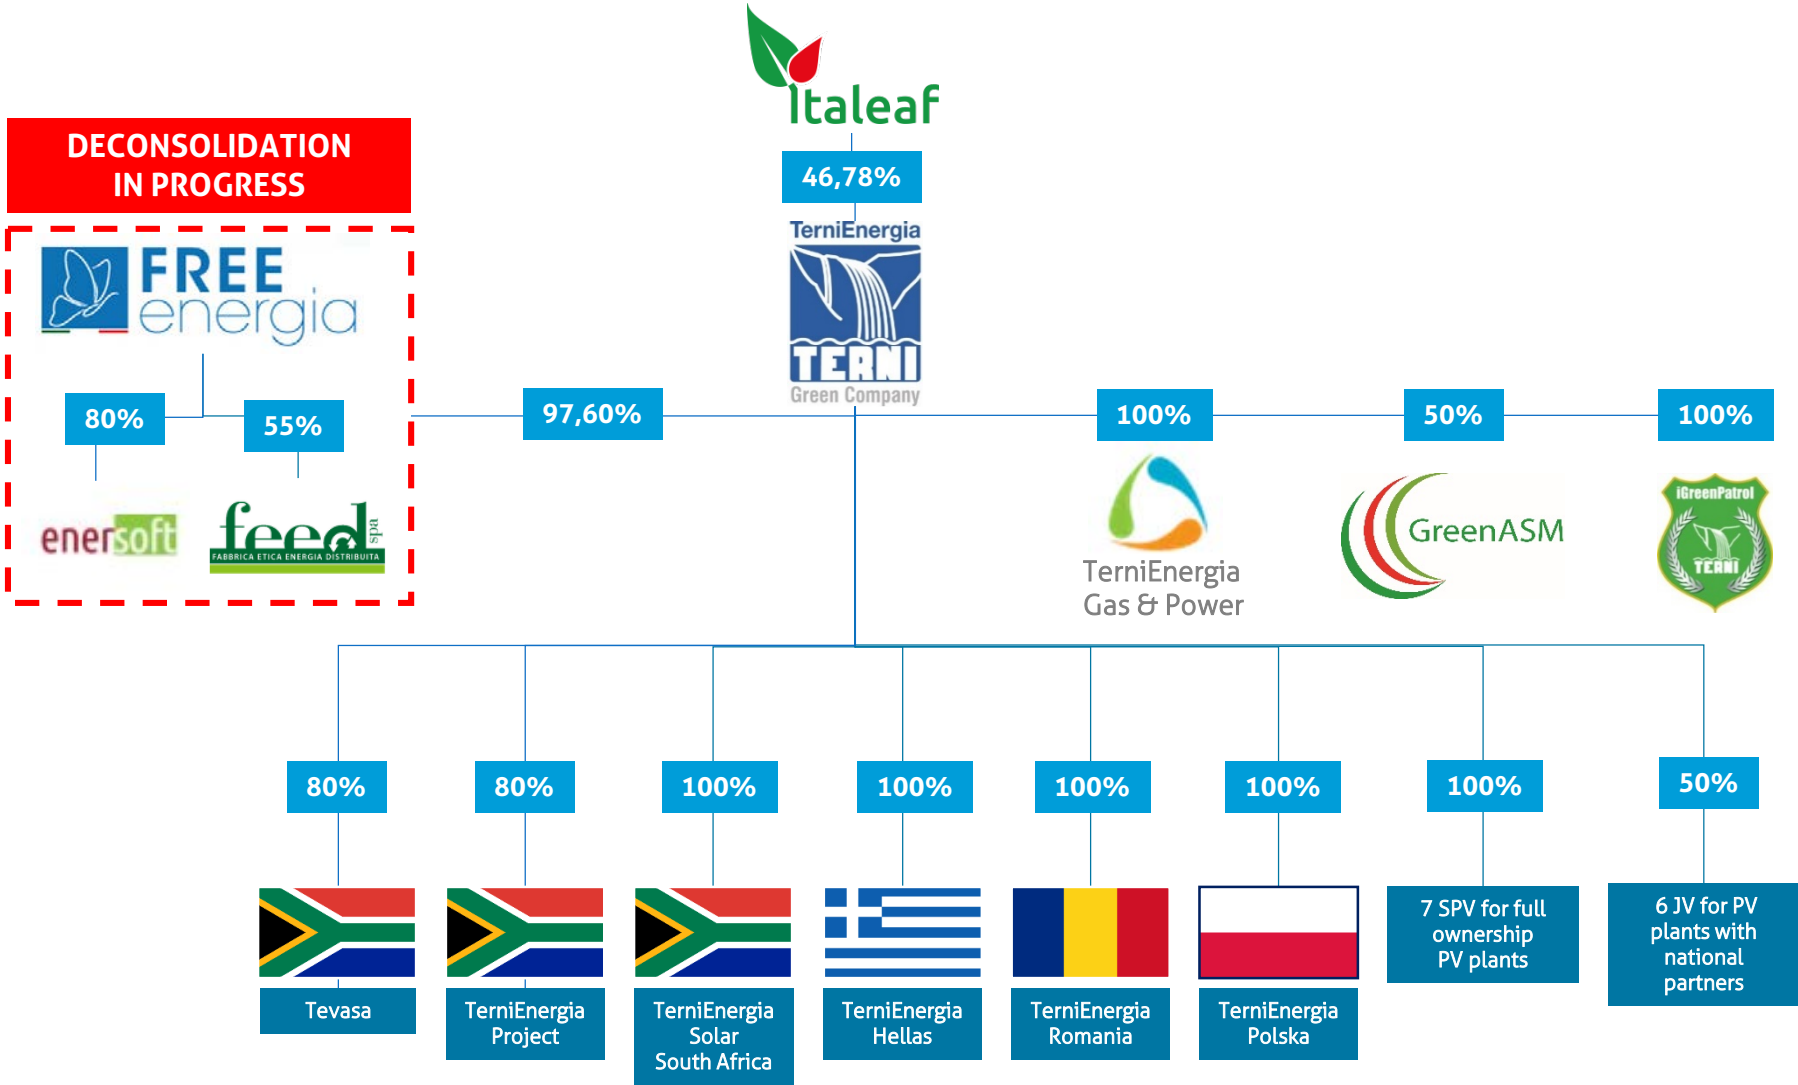 Italeaf
46,78%
DECONSOLIDATION
IN PROGRESS
TerniEnergia
TERNI
Green Company
FREE
energia
80%
55%
97,60%
100%
50%
100%
enersoft
feed spa
FABBRICA ETICA ENERGIA DISTRIBUITA
TerniEnergia
Gas & Power
GreenASM
iGreenPatrol
TERNI
80%
80%
100%
100%
100%
100%
100%
50%
Tevasa
TerniEnergia
Project
TerniEnergia
Solar
South Africa
TerniEnergia
Hellas
TerniEnergia
Romania
TerniEnergia
Polska
7 SPV for full
ownership
PV plants
6 JV for PV
plants with
national
partners